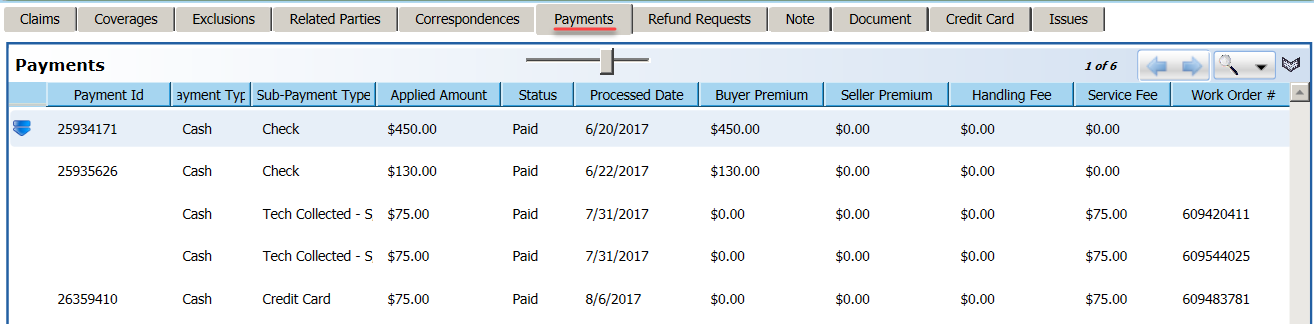 Claims Coverages Exclusions Related Parties Correspondences Payments Refund Requests Note Document Credit Card Issues
Payments 1 of 6
Payment Id ayment Typ Sub-Payment Type Applied Amount Status Processed Date Buyer Premium Seller Premium Handling Fee Service Fee Work Order #
25934171 Cash Check $450.00 Paid 6/20/2017 $450.00 $0.00 $0.00 $0.00
25935626 Cash Check $130.00 Paid 6/22/2017 $130.00 $0.00 $0.00 $0.00
Cash Tech Collected - S $75.00 Paid 7/31/2017 $0.00 $0.00 $0.00 $75.00 609420411
Cash Tech Collected - S $75.00 Paid 7/31/2017 $0.00 $0.00 $0.00 $75.00 609544025
26359410 Cash Credit Card $75.00 Paid 8/6/2017 $0.00 $0.00 $0.00 $75.00 609483781